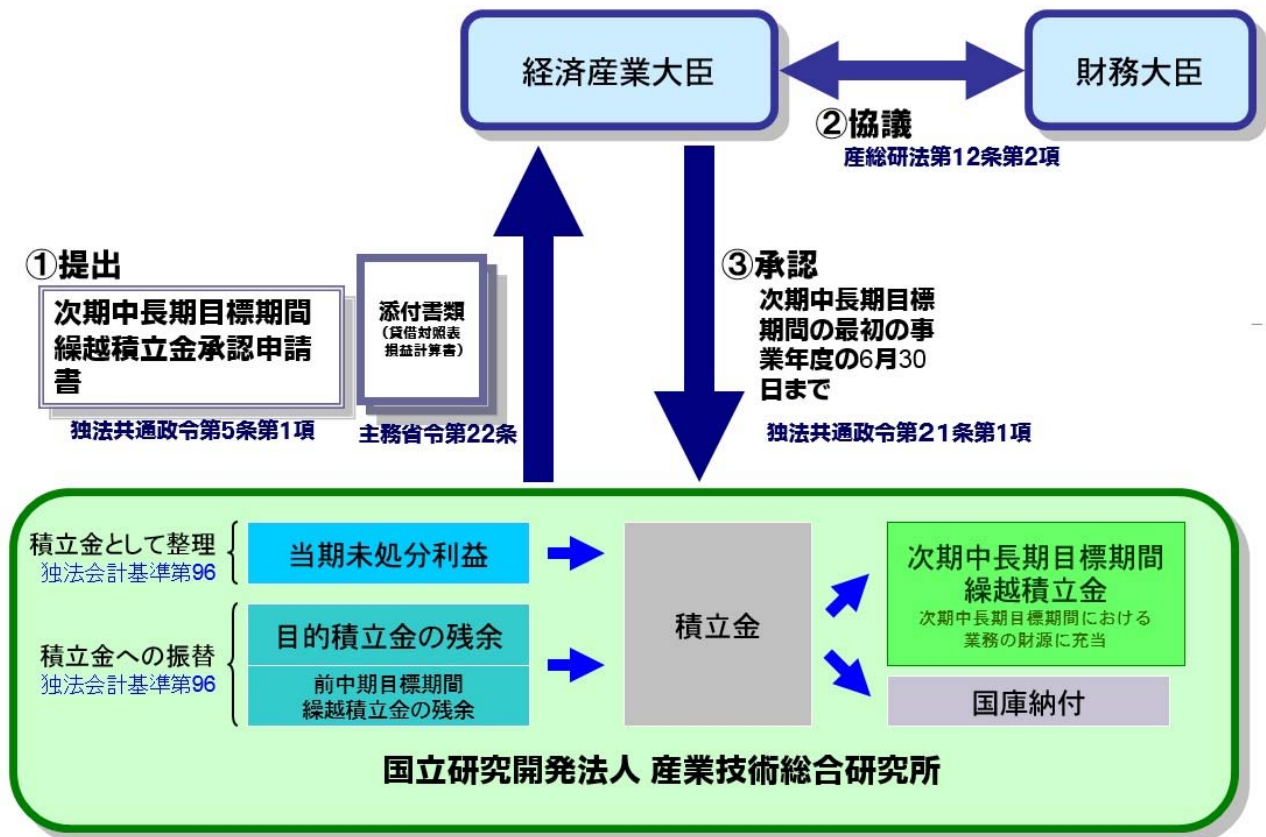 経済産業大臣
財務大臣
②協議
産総研法第12条第2項
①提出
次期中長期目標期間
繰越積立金承認申請
書
独法共通政令第5条第1項
添付書類
(貸借対照表
損益計算書)
主務省令第22条
③承認
次期中長期目標
期間の最初の事
業年度の6月30
日まで
独法共通政令第21条第1項
積立金として整理
独法会計基準第96
当期未処分利益
積立金への振替
独法会計基準第96
目的積立金の残余
前中期目標期間
繰越積立金の残余
積立金
次期中長期目標期間
繰越積立金
次期中長期目標期間における
業務の財源に充当
国庫納付
国立研究開発法人 産業技術総合研究所